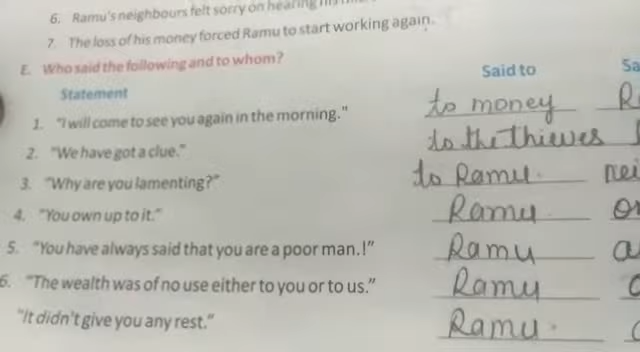 6. Ramu's neighbours felt sorry on hearing
7. The loss of his money forced Ramu to start working again.
E. Who said the following and to whom?
Statement Said to Sa
1. "I will come to see you again in the morning." to money R
2. "We have got a clue." to the thieves
3. "Why are you lamenting?" to Ramu. nei
4. "You own up to it." Ramu or
5. "You have always said that you are a poor man.!" Ramu a
6. "The wealth was of no use either to you or to us." Ramu
"It didn't give you any rest." Ramu.